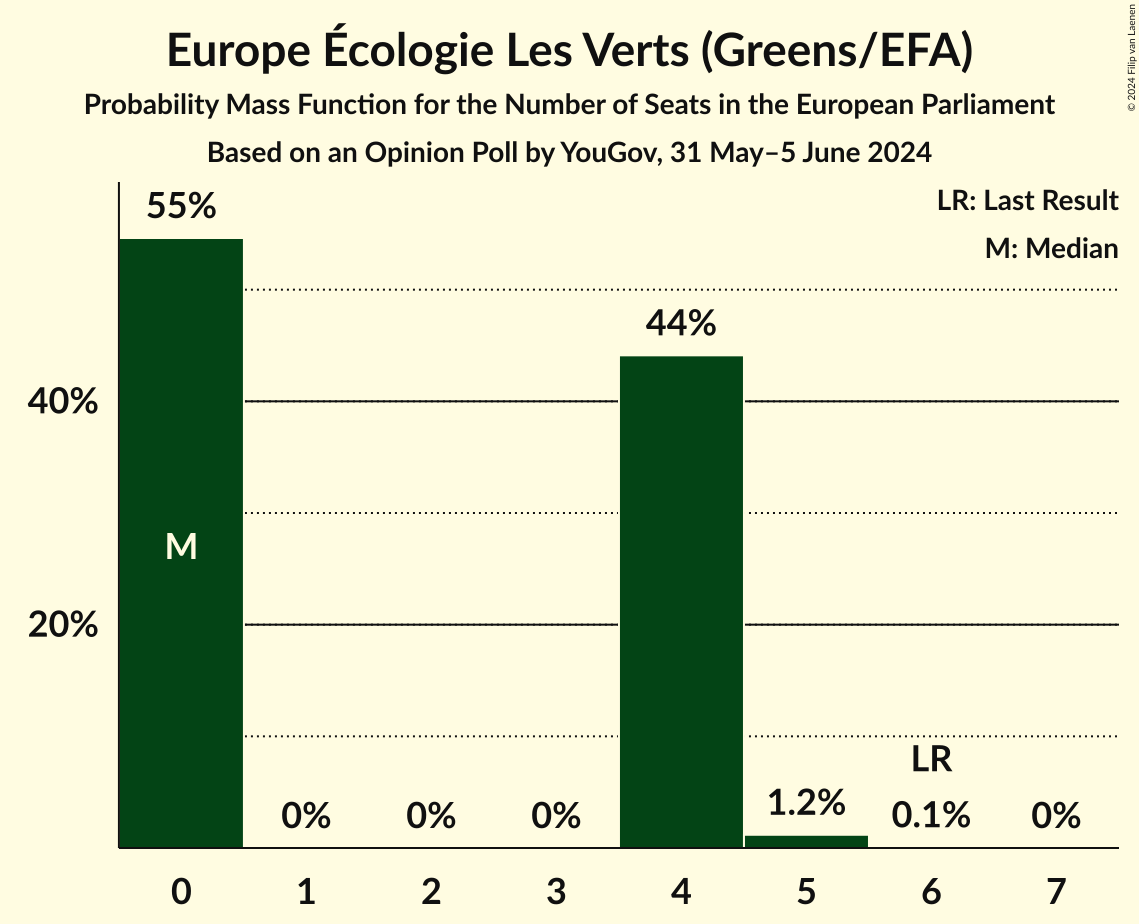 Europe Écologie Les Verts (Greens/EFA)
Probability Mass Function for the Number of Seats in the European Parliament
Based on an Opinion Poll by YouGov, 31 May–5 June 2024
© 2024 Filip van Laenen
LR: Last Result
M: Median
55%
44%
40%
M
20%
LR
0%
0%
0%
1.2%
0.1%
0%
0
1
2
3
4
5
6
7